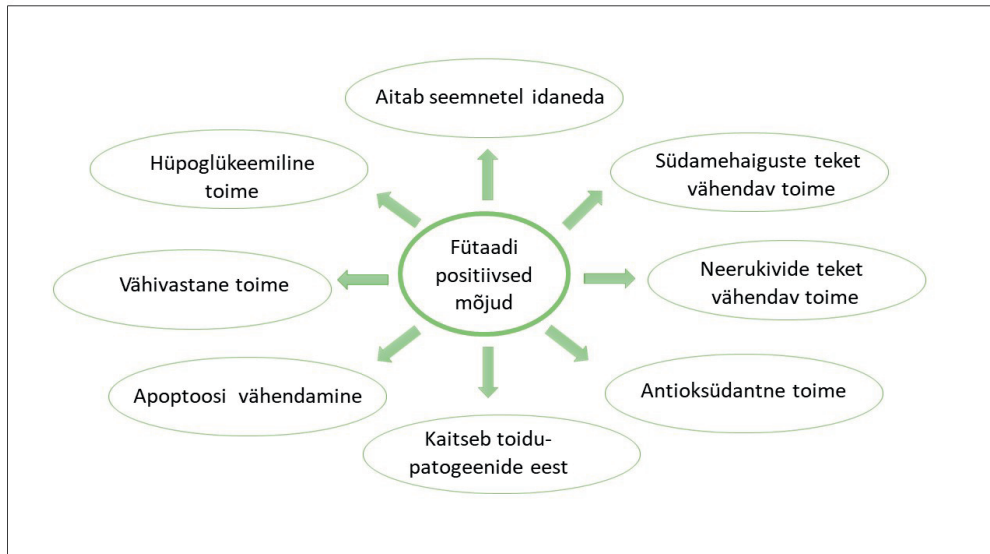 Aitab seemnetel idaneda
Hüpoglükeemiline
toime
Südamehaiguste teket
vähendav toime
Fütaadi
positiivsed
mõjud
Vähivastane toime
Neerukivide teket
vähendav toime
Apoptoosi vähendamine
Antioksüdantne toime
Kaitseb toidu-
patogeenide eest